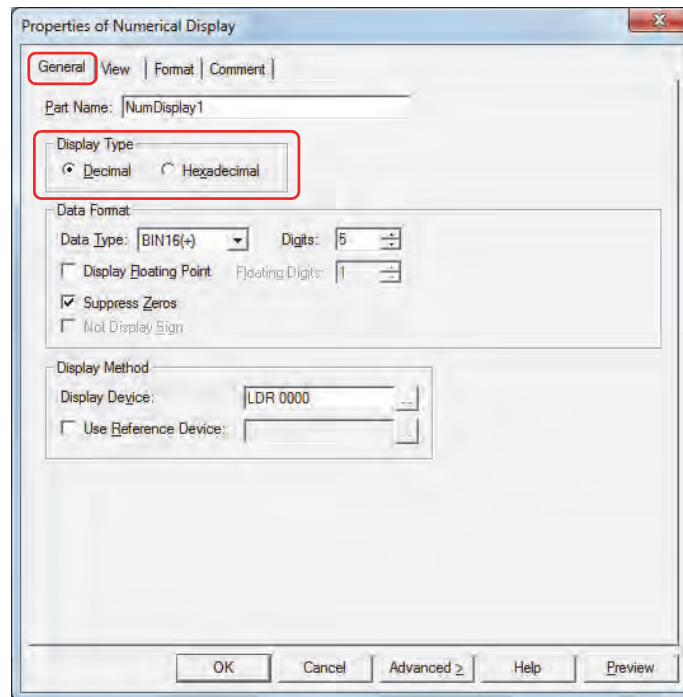 Properties of Numerical Display
General View Format Comment
Part Name: NumDisplay1
Display Type
Decimal Hexadecimal
Data Format
Data Type: BIN16(+) Digits: 5
Display Floating Point Floating Digits: 1
Suppress Zeros
Not Display Sign
Display Method
Display Device: LDR 0000 ...
Use Reference Device: ...
OK Cancel Advanced > Help Preview